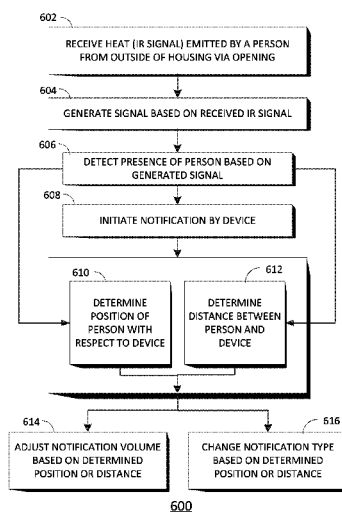 602
RECEIVE HEAT (IR SIGNAL) EMITTED BY A PERSON
FROM OUTSIDE OF HOUSING VIA OPENING
604
GENERATE SIGNAL BASED ON RECEIVED IR SIGNAL
606
DETECT PRESENCE OF PERSON BASED ON
GENERATED SIGNAL
608
INITIATE NOTIFICATION BY DEVICE
610
DETERMINE
POSITION OF
PERSON WITH
RESPECT TO DEVICE
612
DETERMINE
DISTANCE BETWEEN
PERSON AND
DEVICE
614
ADJUST NOTIFICATION VOLUME
BASED ON DETERMINED
POSITION OR DISTANCE
616
CHANGE NOTIFICATION TYPE
BASED ON DETERMINED
POSITION OR DISTANCE
600